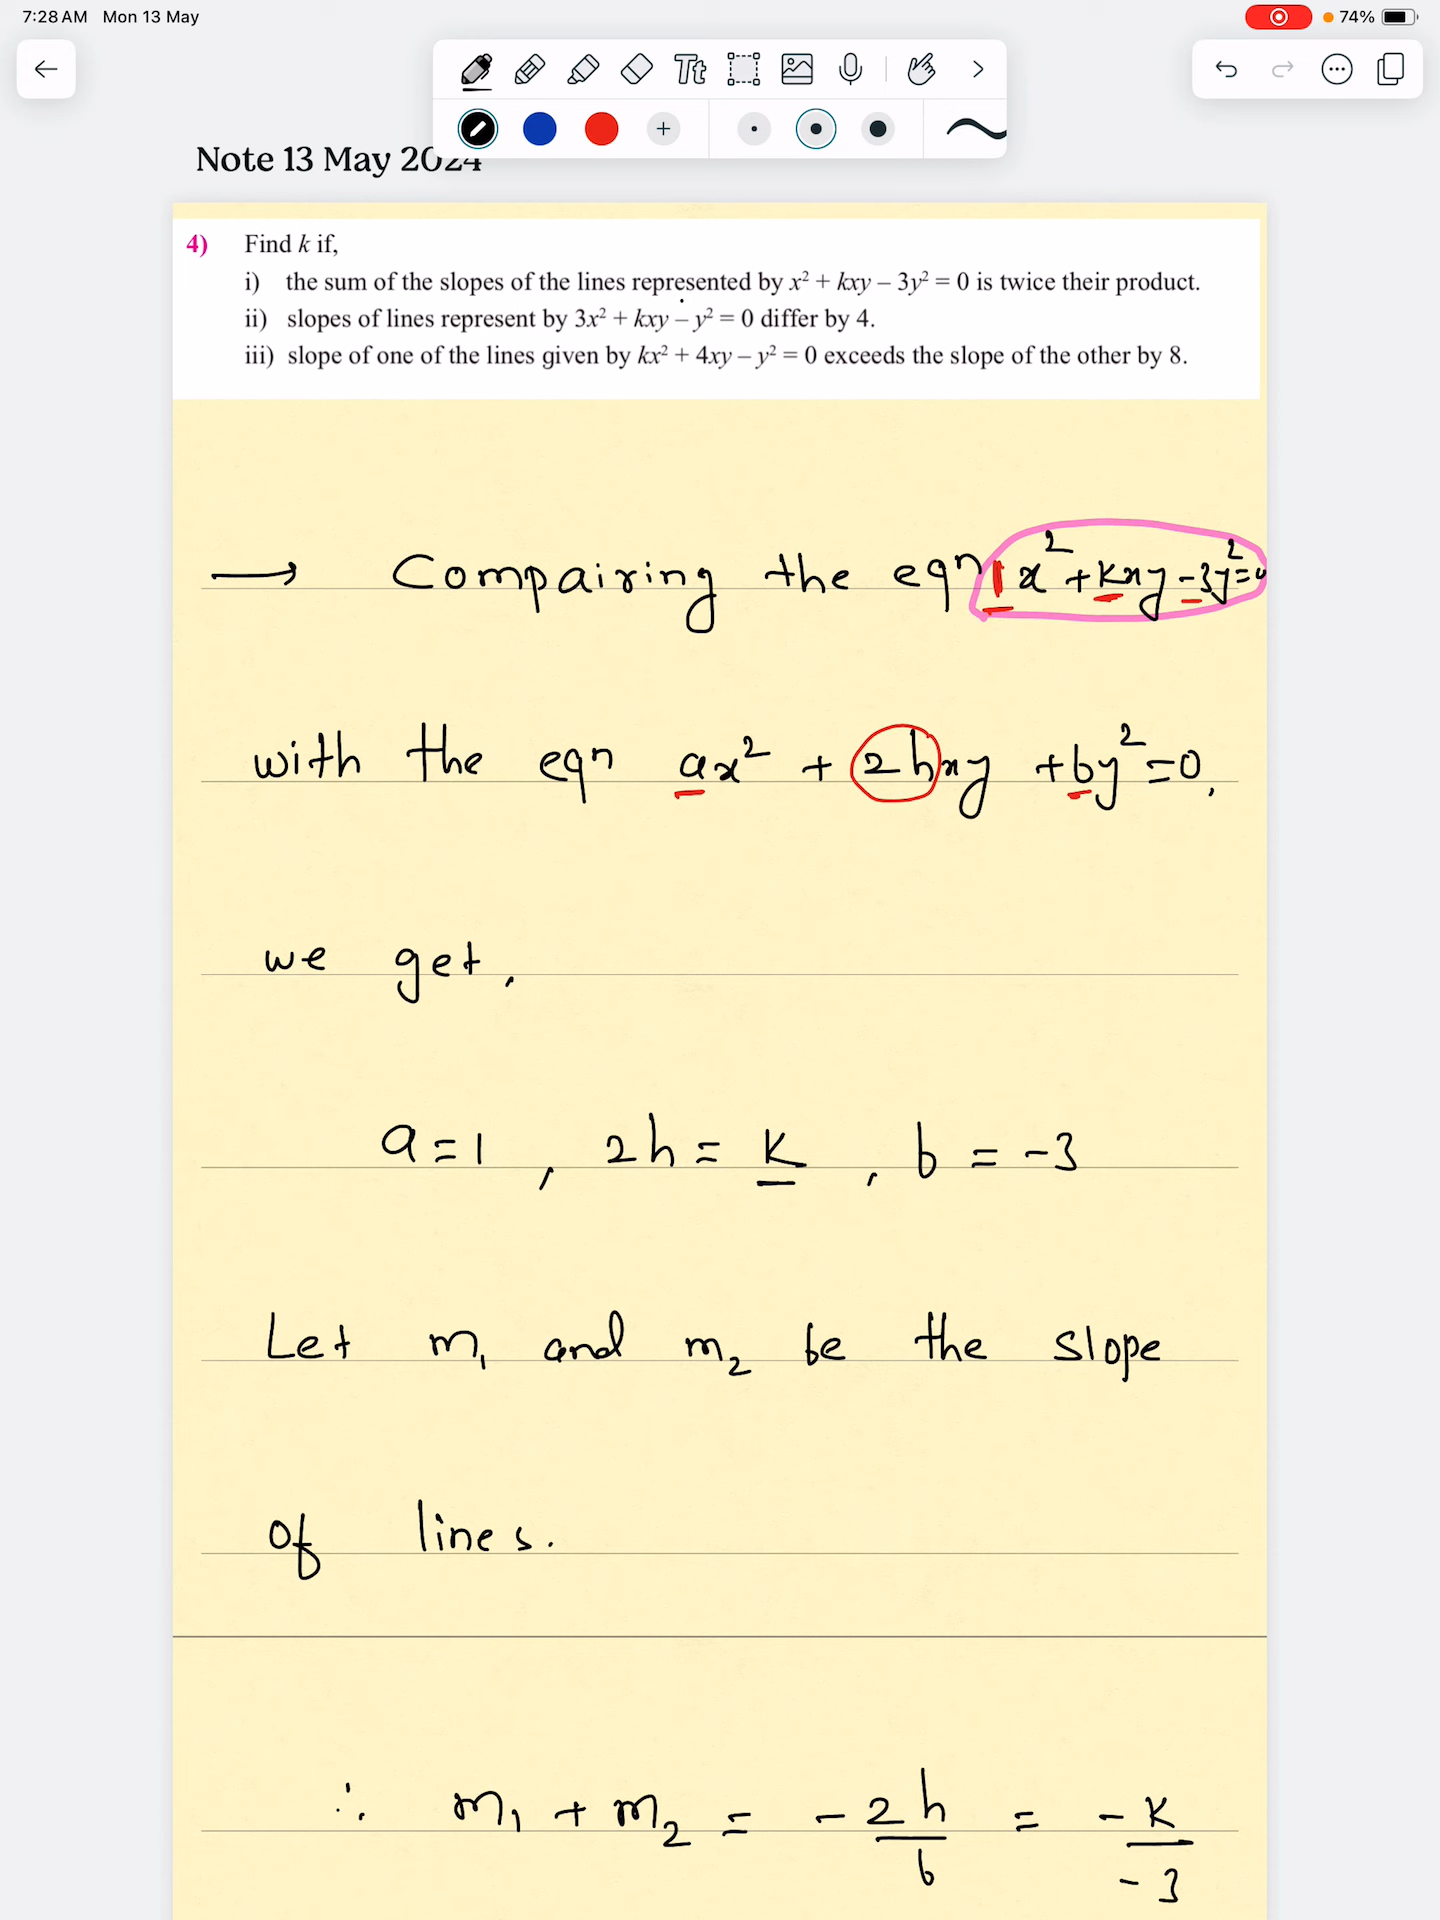 7:28 AM Mon 13 May
74%
Tt
Note 13 May 2024
4) Find k if,
i) the sum of the slopes of the lines represented by x² + kxy – 3y² = 0 is twice their product.
ii) slopes of lines represent by 3x² + kxy – y² = 0 differ by 4.
iii) slope of one of the lines given by kx² + 4xy – y² = 0 exceeds the slope of the other by 8.
→ Compairing the eqn 1x² + kxy - 3y² = 0
with the eqn ax² + 2hxy + by² = 0,
we get,
a = 1 , 2h = k , b = -3
Let m₁ and m₂ be the slope
of lines.
∴ m₁ + m₂ = -2h/b = -k/-3